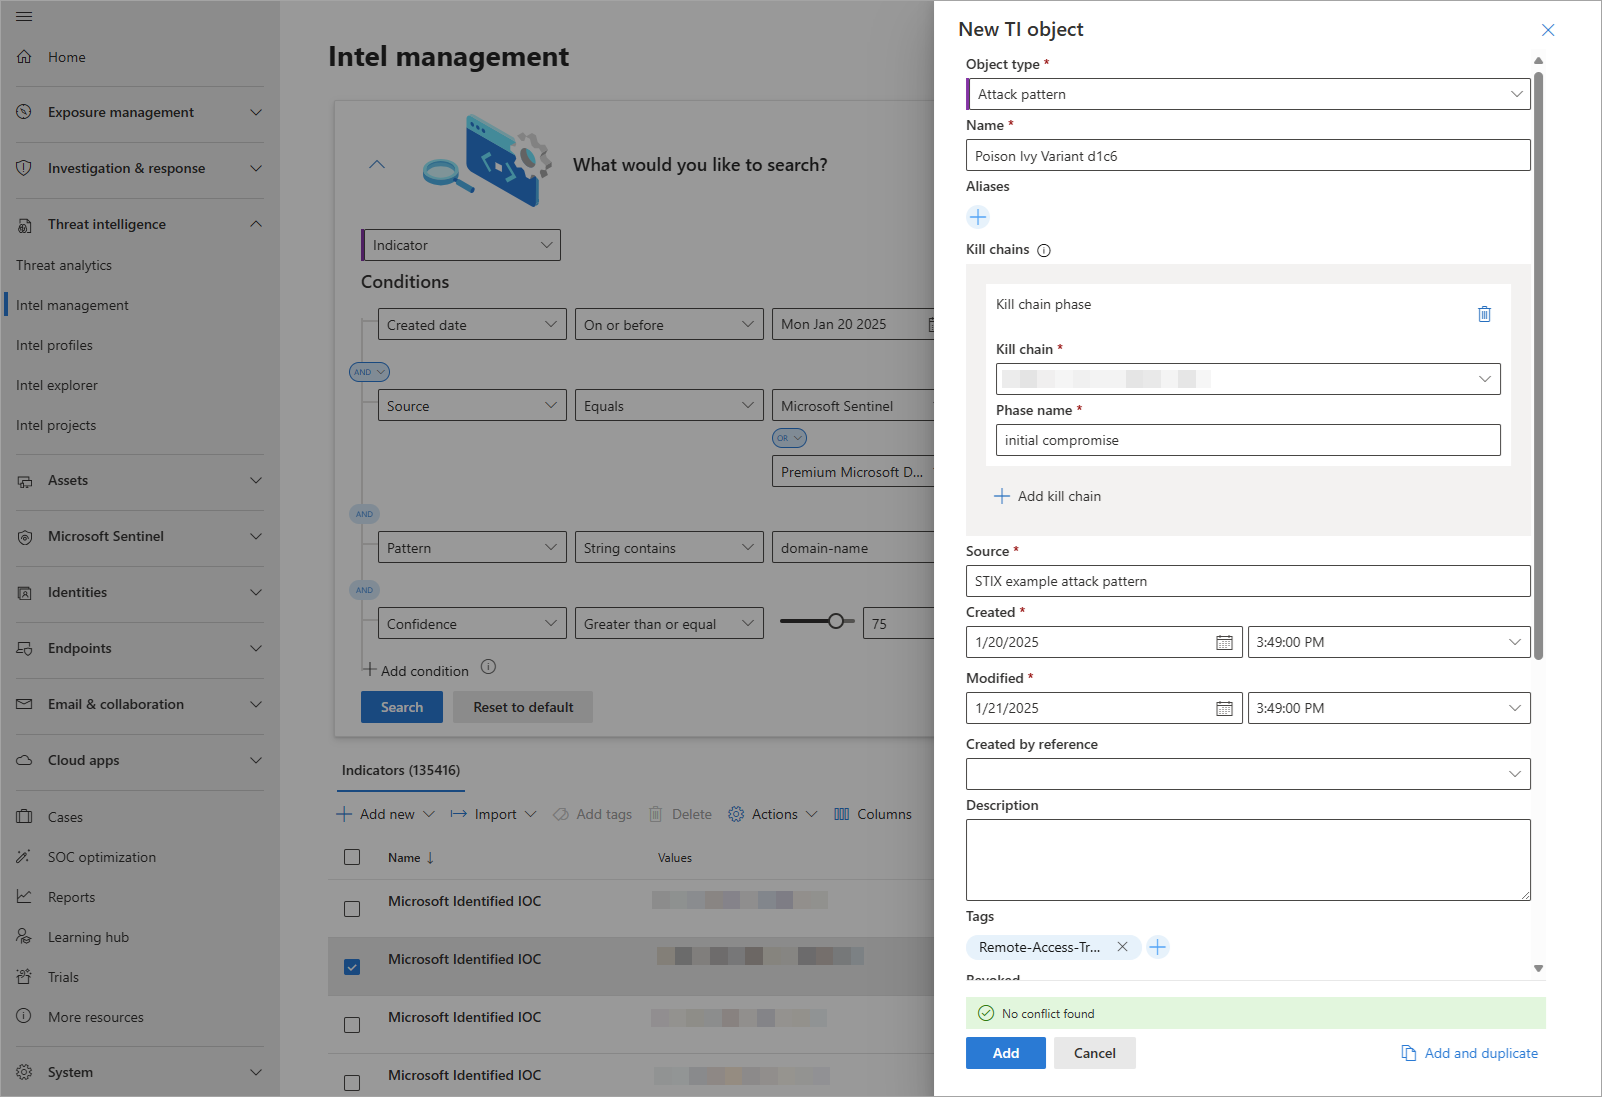 Home
Exposure management
Investigation & response
Threat intelligence
Threat analytics
Intel management
Intel profiles
Intel explorer
Intel projects
Assets
Microsoft Sentinel
Identities
Endpoints
Email & collaboration
Cloud apps
Cases
SOC optimization
Reports
Learning hub
Trials
More resources
System
Intel management
What would you like to search?
Indicator
Conditions
Created date On or before Mon Jan 20 2025
AND
Source Equals Microsoft Sentinel
OR
Premium Microsoft D...
AND
Pattern String contains domain-name
AND
Confidence Greater than or equal 75
Add condition
Search Reset to default
Indicators (135416)
Add new Import Add tags Delete Actions Columns
Name ↓ Values
Microsoft Identified IOC
Microsoft Identified IOC
Microsoft Identified IOC
Microsoft Identified IOC
New TI object
Object type *
Attack pattern
Name *
Poison Ivy Variant d1c6
Aliases
Kill chains
Kill chain phase
Kill chain *
Phase name *
initial compromise
Add kill chain
Source *
STIX example attack pattern
Created *
1/20/2025 3:49:00 PM
Modified *
1/21/2025 3:49:00 PM
Created by reference
Description
Tags
Remote-Access-Tr...
Revoked
No conflict found
Add Cancel Add and duplicate